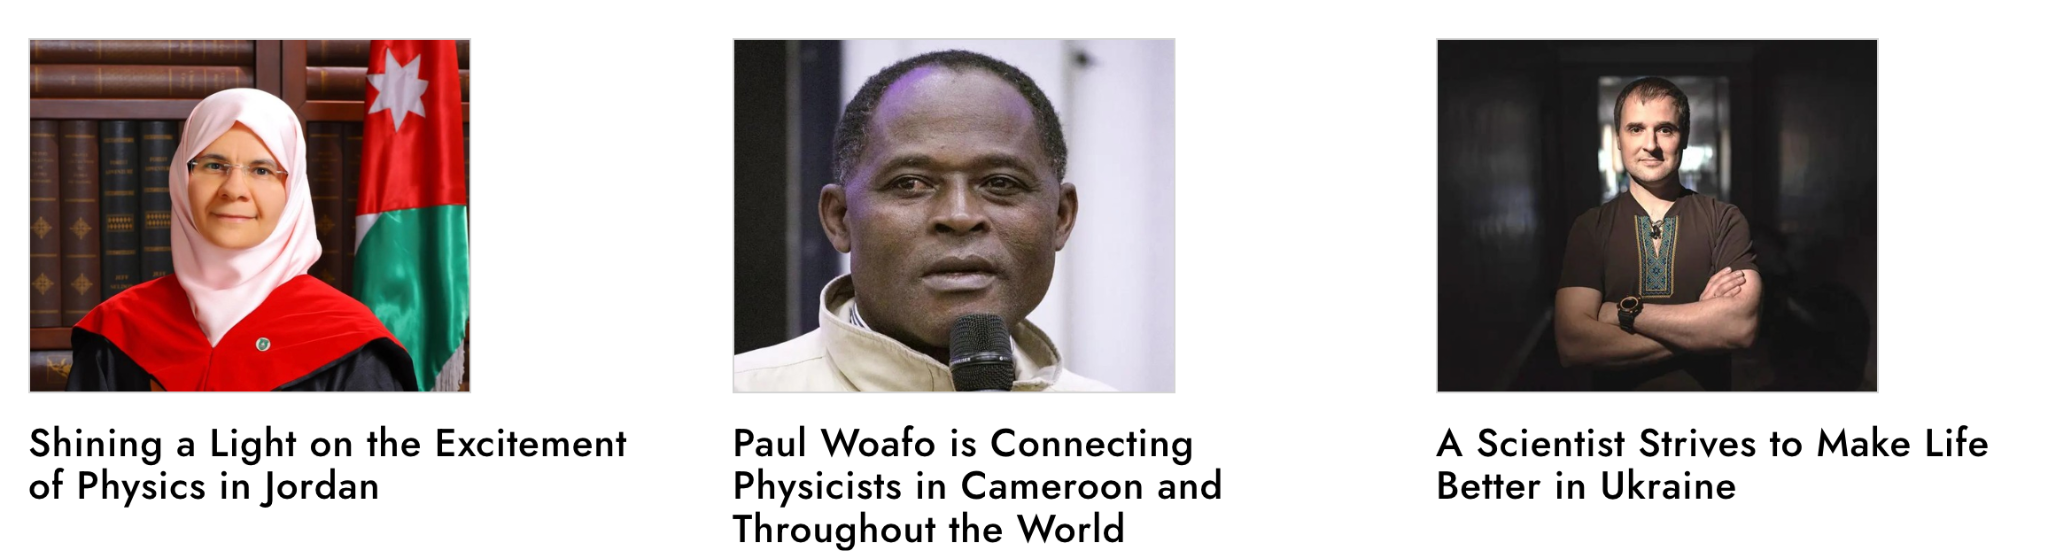 Shining a Light on the Excitement
of Physics in Jordan
Paul Woafo is Connecting
Physicists in Cameroon and
Throughout the World
A Scientist Strives to Make Life
Better in Ukraine